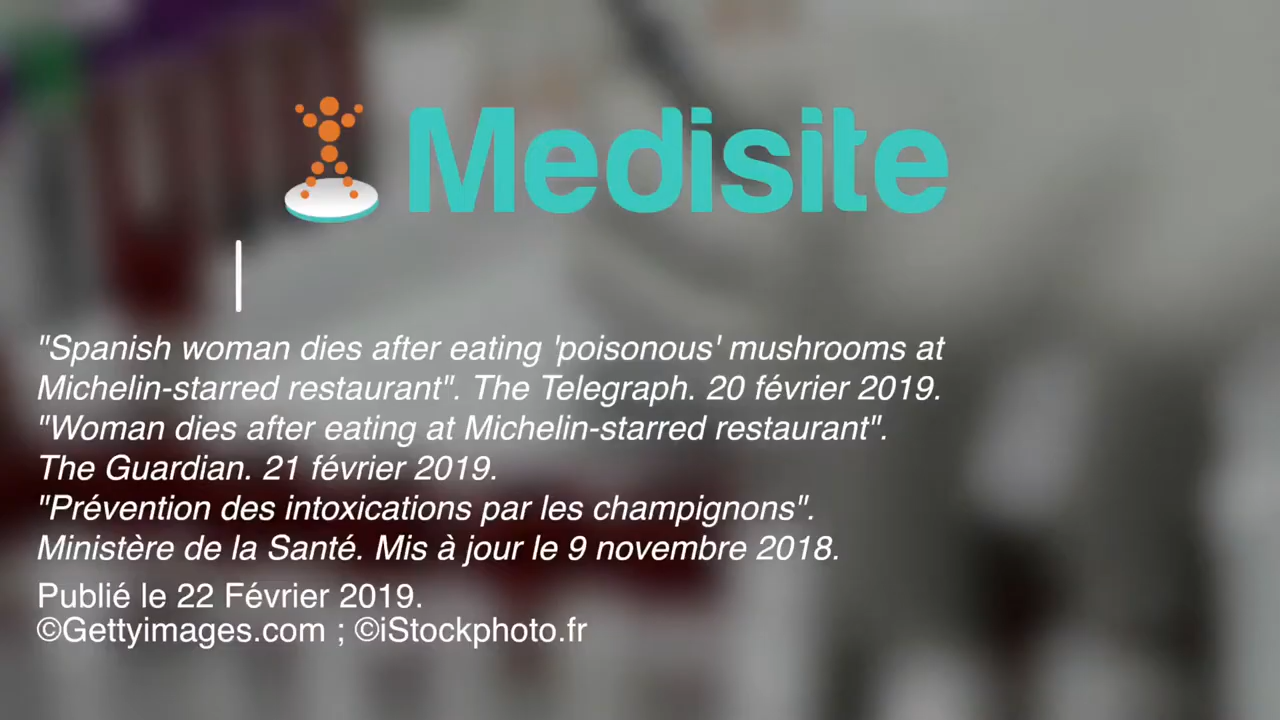 Medisite
"Spanish woman dies after eating 'poisonous' mushrooms at
Michelin-starred restaurant". The Telegraph. 20 février 2019.
"Woman dies after eating at Michelin-starred restaurant".
The Guardian. 21 février 2019.
"Prévention des intoxications par les champignons".
Ministère de la Santé. Mis à jour le 9 novembre 2018.
Publié le 22 Février 2019.
©Gettyimages.com ; ©iStockphoto.fr